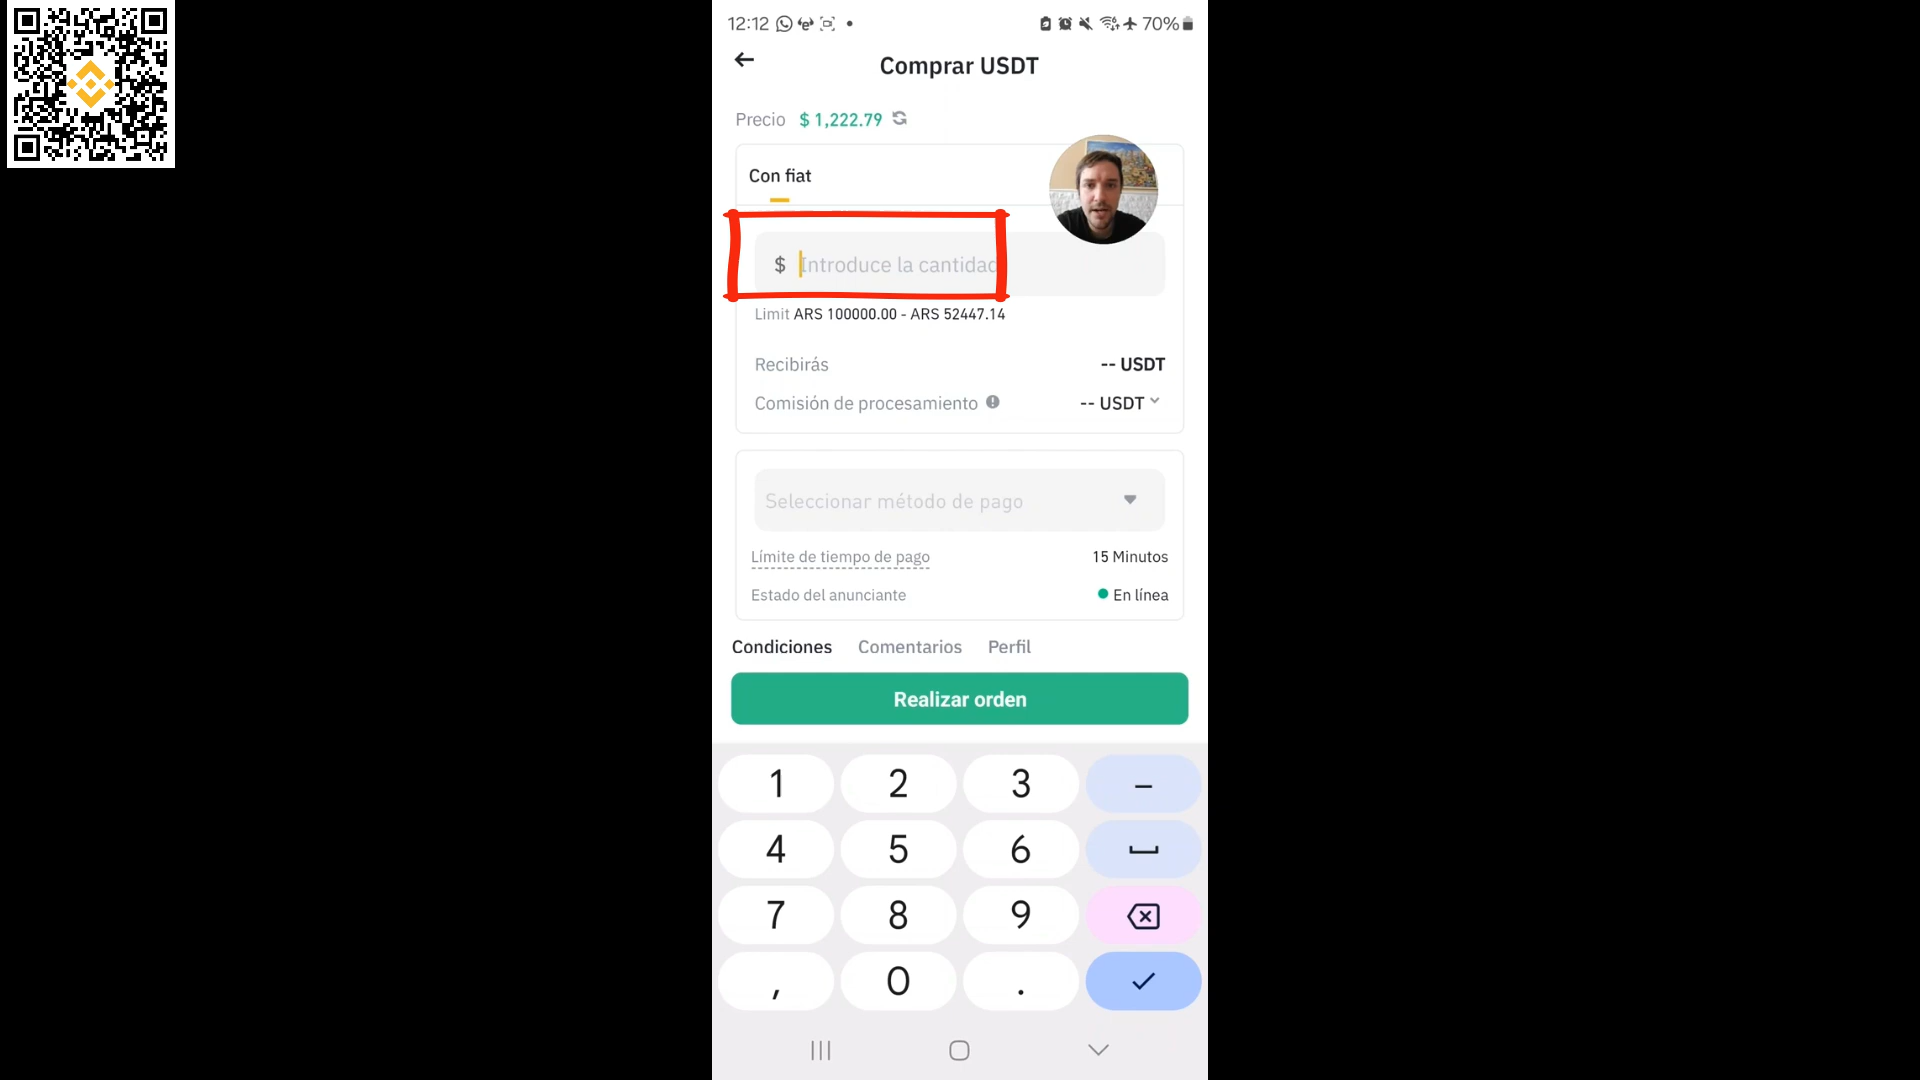 12:12
70%
Comprar USDT
Precio $ 1,222.79
Con fiat
$ Introduce la cantidad
Limit ARS 100000.00 - ARS 52447.14
Recibirás -- USDT
Comisión de procesamiento -- USDT
Seleccionar método de pago
Límite de tiempo de pago 15 Minutos
Estado del anunciante En línea
Condiciones Comentarios Perfil
Realizar orden
1 2 3 –
4 5 6
7 8 9
, 0 .